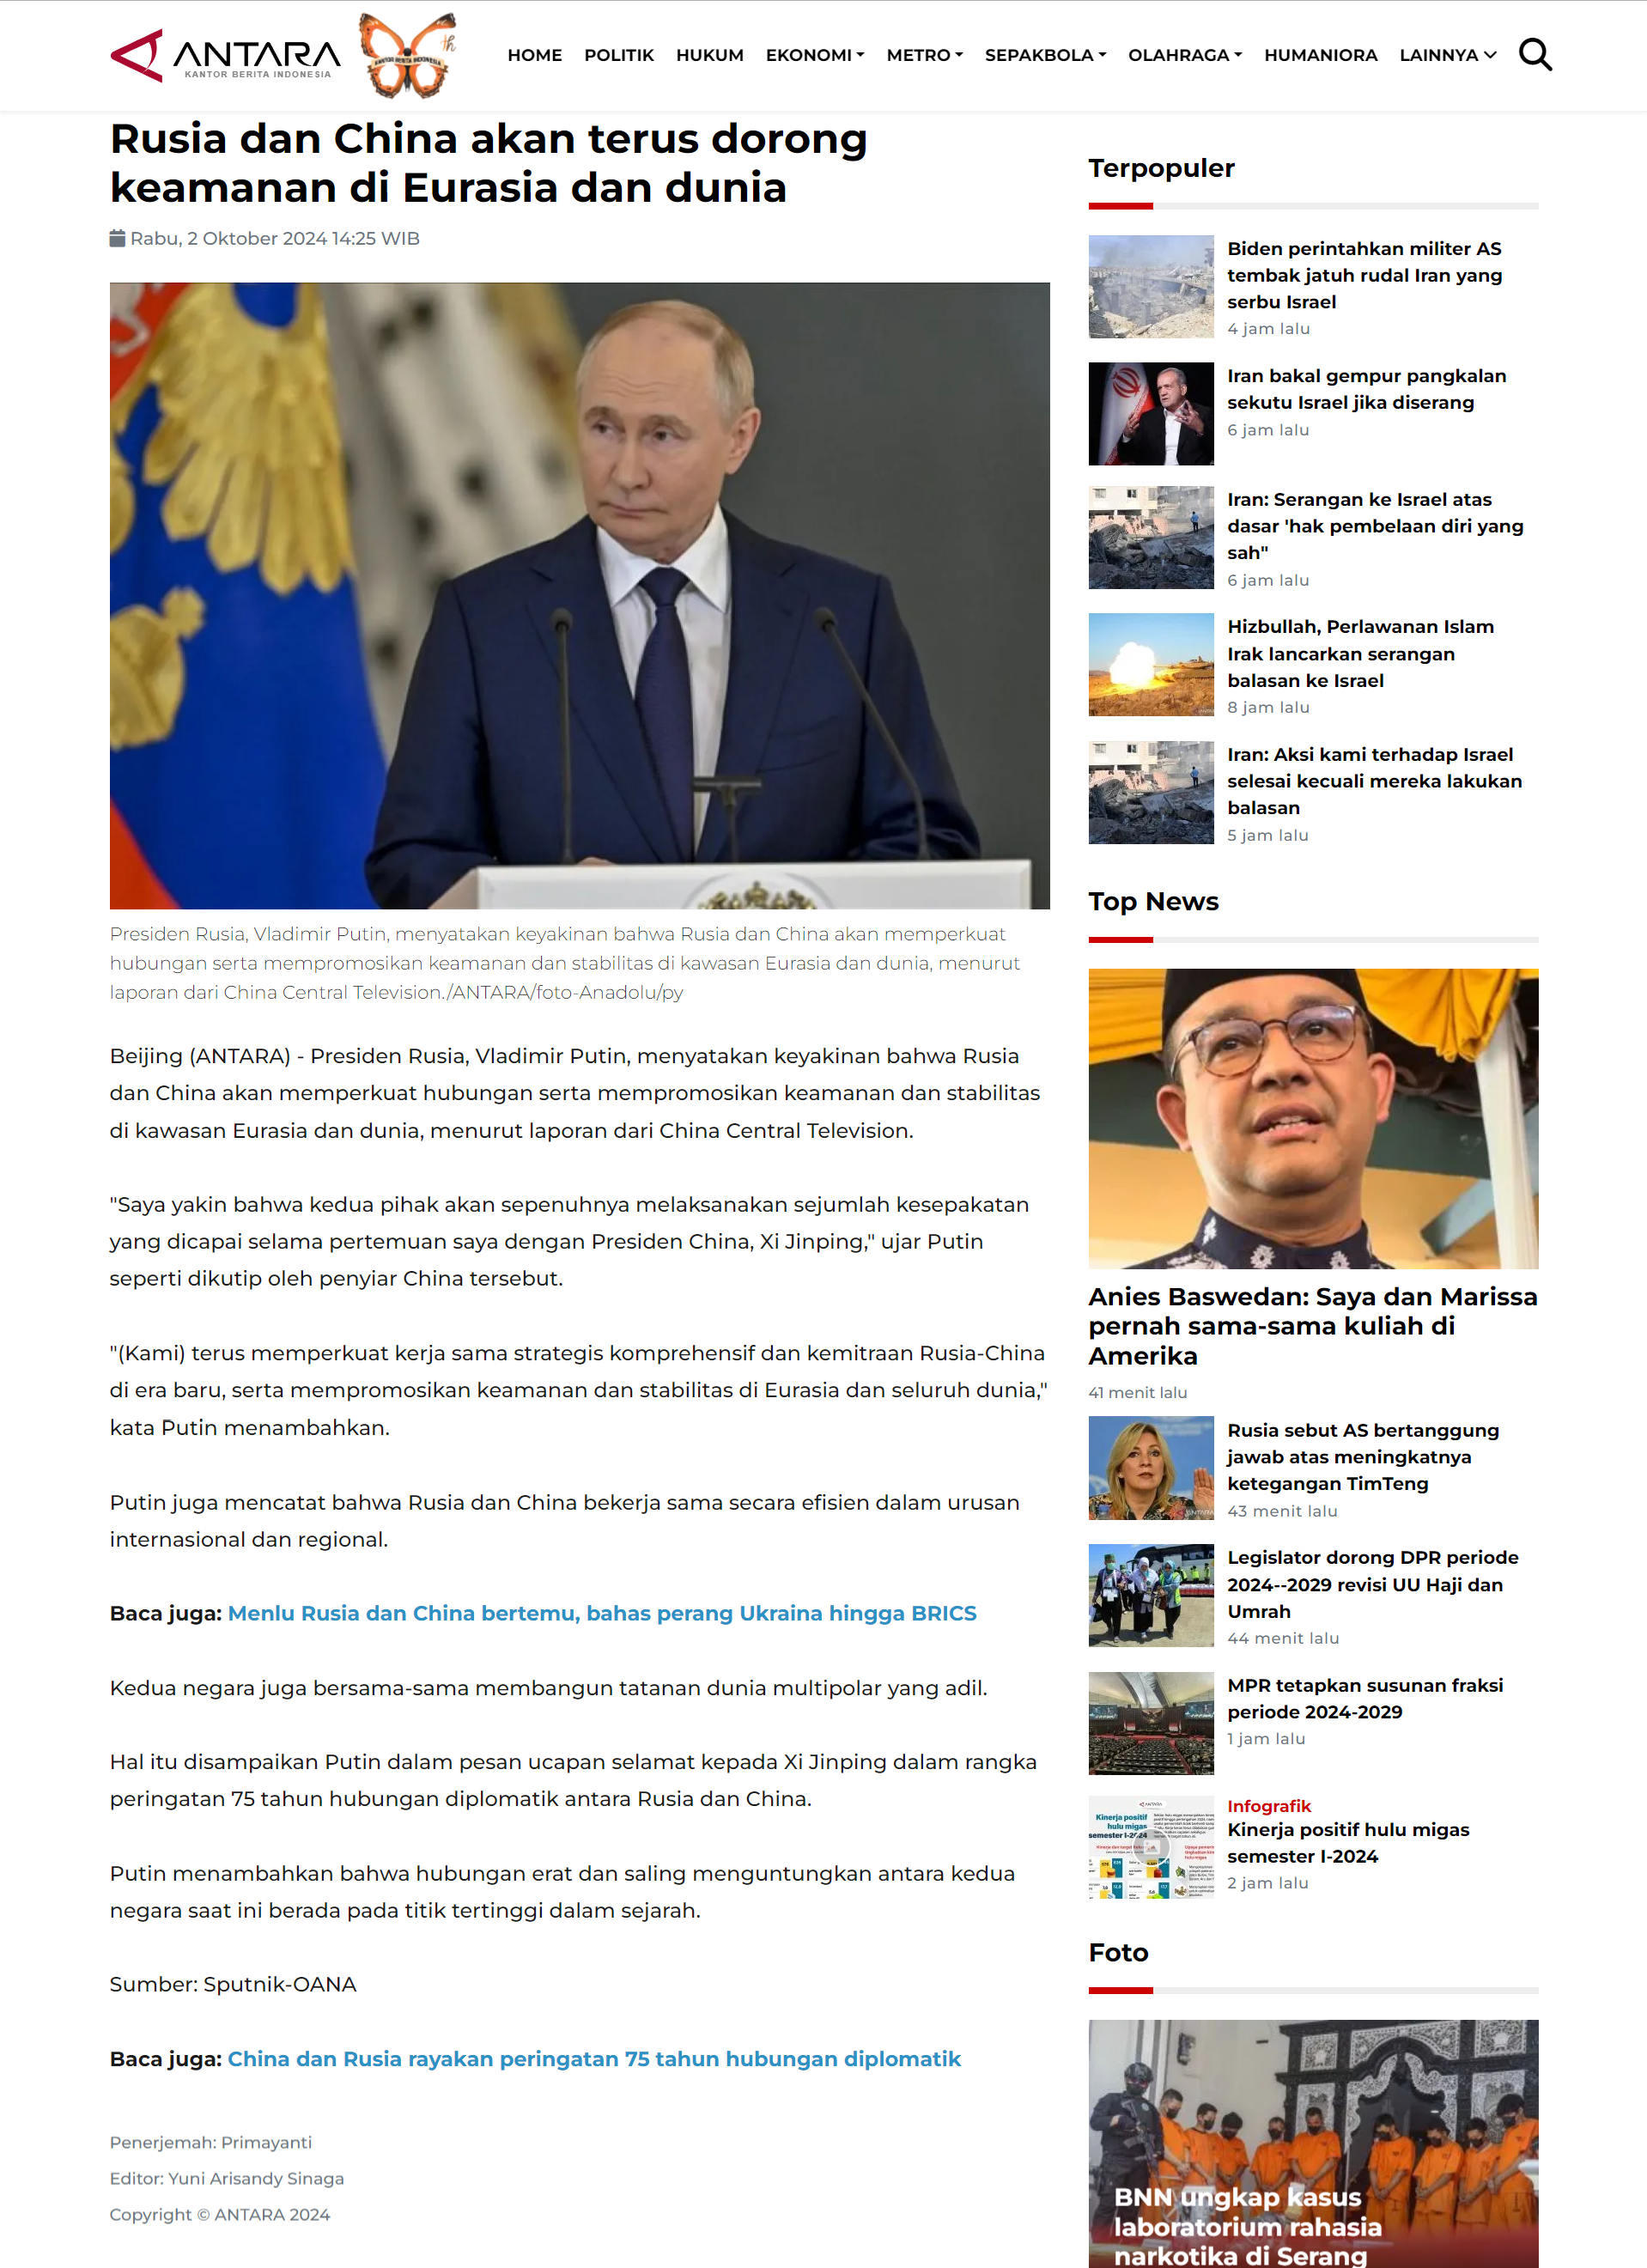 ANTARA
KANTOR BERITA INDONESIA
th
KANTOR BERITA INDONESIA
HOME
POLITIK
HUKUM
EKONOMI
METRO
SEPAKBOLA
OLAHRAGA
HUMANIORA
LAINNYA
Rusia dan China akan terus dorong
keamanan di Eurasia dan dunia
Rabu, 2 Oktober 2024 14:25 WIB
Presiden Rusia, Vladimir Putin, menyatakan keyakinan bahwa Rusia dan China akan memperkuat
hubungan serta mempromosikan keamanan dan stabilitas di kawasan Eurasia dan dunia, menurut
laporan dari China Central Television./ANTARA/foto-Anadolu/py
Beijing (ANTARA) - Presiden Rusia, Vladimir Putin, menyatakan keyakinan bahwa Rusia
dan China akan memperkuat hubungan serta mempromosikan keamanan dan stabilitas
di kawasan Eurasia dan dunia, menurut laporan dari China Central Television.
"Saya yakin bahwa kedua pihak akan sepenuhnya melaksanakan sejumlah kesepakatan
yang dicapai selama pertemuan saya dengan Presiden China, Xi Jinping," ujar Putin
seperti dikutip oleh penyiar China tersebut.
"(Kami) terus memperkuat kerja sama strategis komprehensif dan kemitraan Rusia-China
di era baru, serta mempromosikan keamanan dan stabilitas di Eurasia dan seluruh dunia,"
kata Putin menambahkan.
Putin juga mencatat bahwa Rusia dan China bekerja sama secara efisien dalam urusan
internasional dan regional.
Baca juga: Menlu Rusia dan China bertemu, bahas perang Ukraina hingga BRICS
Kedua negara juga bersama-sama membangun tatanan dunia multipolar yang adil.
Hal itu disampaikan Putin dalam pesan ucapan selamat kepada Xi Jinping dalam rangka
peringatan 75 tahun hubungan diplomatik antara Rusia dan China.
Putin menambahkan bahwa hubungan erat dan saling menguntungkan antara kedua
negara saat ini berada pada titik tertinggi dalam sejarah.
Sumber: Sputnik-OANA
Baca juga: China dan Rusia rayakan peringatan 75 tahun hubungan diplomatik
Penerjemah: Primayanti
Editor: Yuni Arisandy Sinaga
Copyright © ANTARA 2024
Terpopuler
Biden perintahkan militer AS
tembak jatuh rudal Iran yang
serbu Israel
4 jam lalu
Iran bakal gempur pangkalan
sekutu Israel jika diserang
6 jam lalu
Iran: Serangan ke Israel atas
dasar 'hak pembelaan diri yang
sah"
6 jam lalu
Hizbullah, Perlawanan Islam
Irak lancarkan serangan
balasan ke Israel
8 jam lalu
Iran: Aksi kami terhadap Israel
selesai kecuali mereka lakukan
balasan
5 jam lalu
Top News
Anies Baswedan: Saya dan Marissa
pernah sama-sama kuliah di
Amerika
41 menit lalu
ANTARA
Rusia sebut AS bertanggung
jawab atas meningkatnya
ketegangan TimTeng
43 menit lalu
Legislator dorong DPR periode
2024--2029 revisi UU Haji dan
Umrah
44 menit lalu
MPR tetapkan susunan fraksi
periode 2024-2029
1 jam lalu
ANTARA
Kinerja positif
hulu migas
semester I-2024
Infografik
Kinerja positif hulu migas
semester I-2024
2 jam lalu
Foto
BNN ungkap kasus
laboratorium rahasia
narkotika di Serang